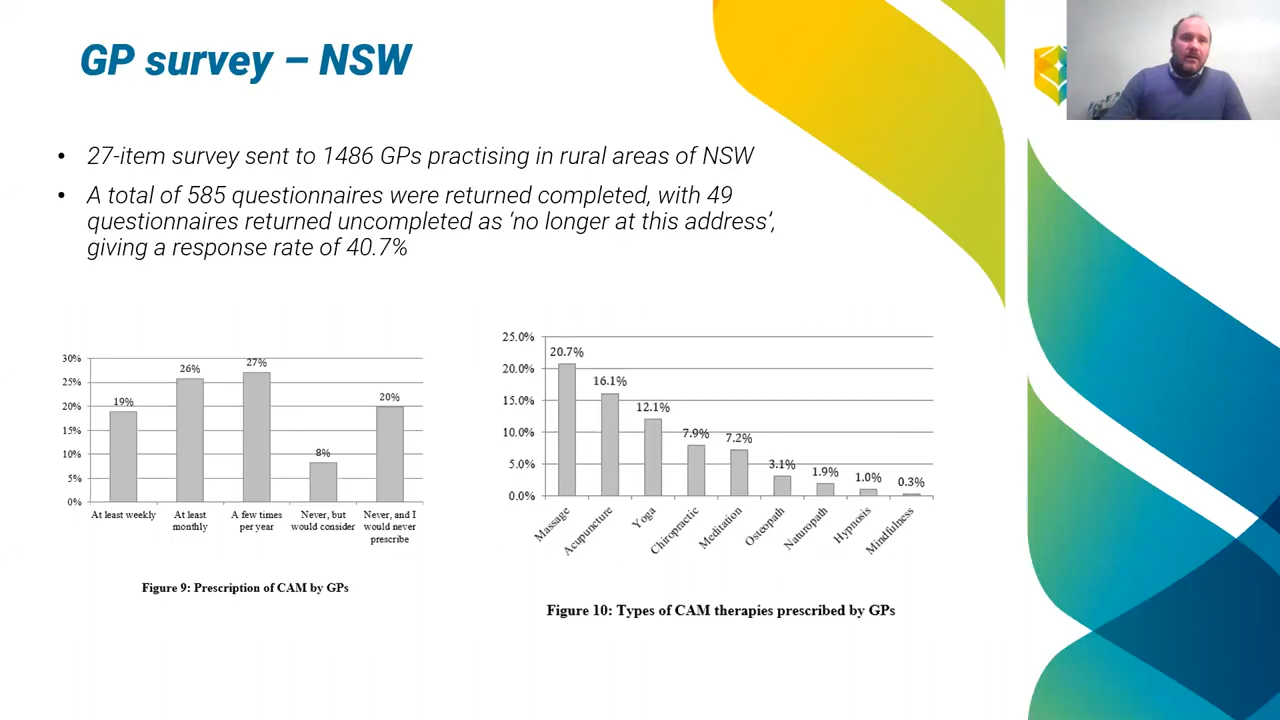 GP survey – NSW
• 27-item survey sent to 1486 GPs practising in rural areas of NSW
• A total of 585 questionnaires were returned completed, with 49
questionnaires returned uncompleted as ‘no longer at this address’,
giving a response rate of 40.7%
30%
25%
20%
15%
10%
5%
0%
19%
26%
27%
8%
20%
At least weekly
At least
monthly
A few times
per year
Never, but
would consider
Never, and I
would never
prescribe
Figure 9: Prescription of CAM by GPs
25.0%
20.0%
15.0%
10.0%
5.0%
0.0%
20.7%
16.1%
12.1%
7.9%
7.2%
3.1%
1.9%
1.0%
0.3%
Massage
Acupuncture
Yoga
Chiropractic
Meditation
Osteopath
Naturopath
Hypnosis
Mindfulness
Figure 10: Types of CAM therapies prescribed by GPs